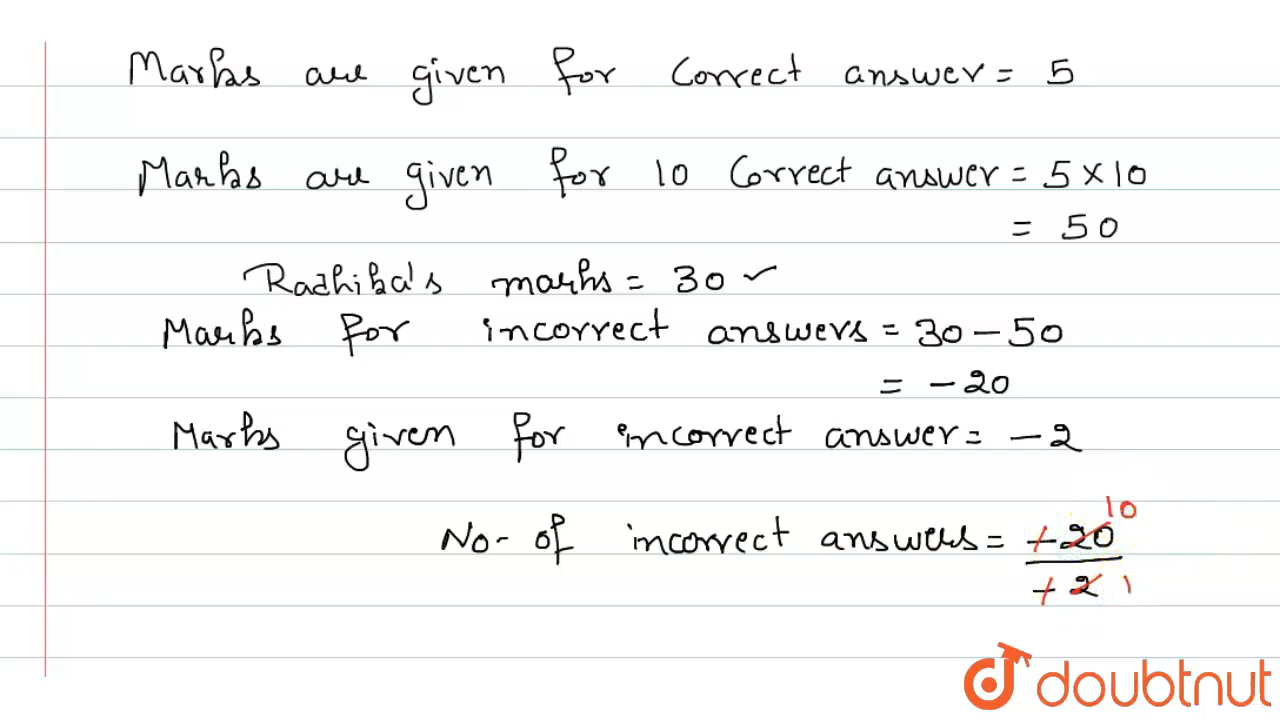 Marks are given for correct answer = 5
Marks are given for 10 correct answer = 5 × 10
= 50
Radhika's marks = 30 ✓
Marks for incorrect answers = 30 - 50
= - 20
Marks given for incorrect answer = - 2
10
No. of incorrect answers = - 20
- 2 1
doubtnut